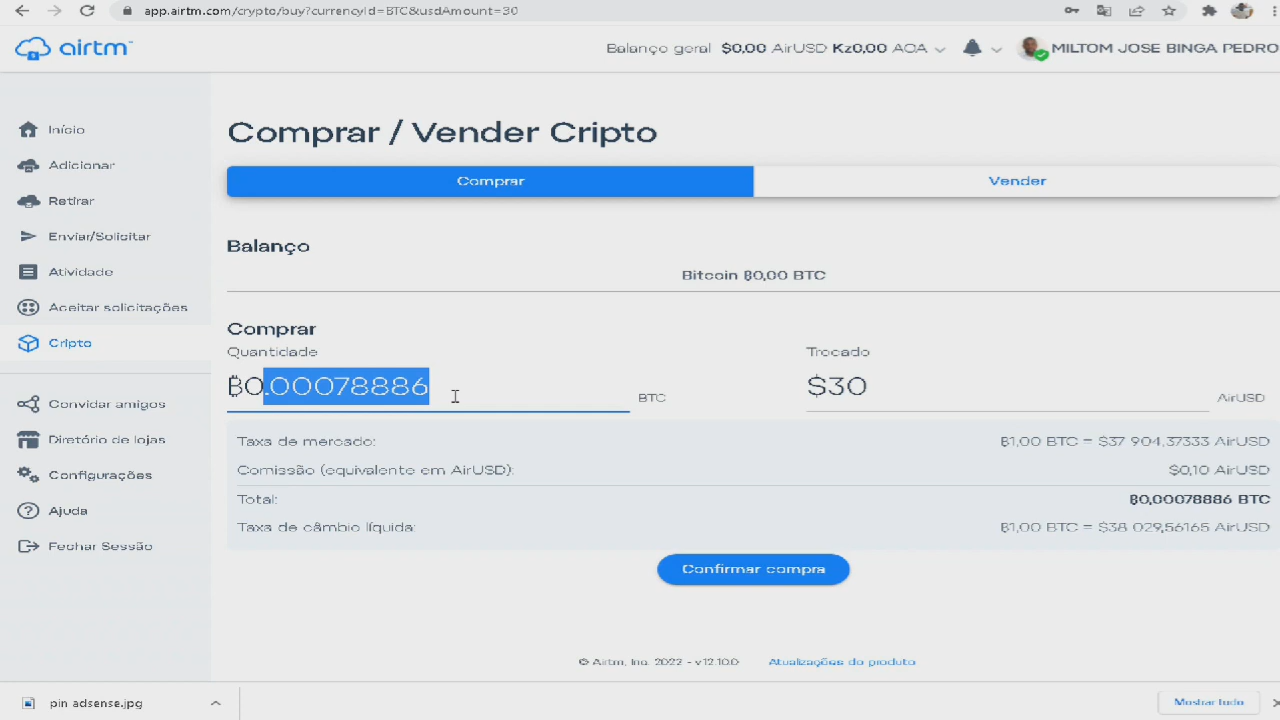 app.airtm.com/crypto/buy?currencyId=BTC&usdAmount=30
airtm
Balanço geral $0,00 AirUSD Kz0,00 AOA
MILTOM JOSE BINGA PEDRO
Início
Adicionar
Retirar
Enviar/Solicitar
Atividade
Aceitar solicitações
Cripto
Convidar amigos
Diretório de lojas
Configurações
Ajuda
Fechar Sessão
Comprar / Vender Cripto
Comprar
Vender
Balanço
Bitcoin ₿0,00 BTC
Comprar
Quantidade
Trocado
₿0.00078886
BTC
$30
AirUSD
Taxa de mercado:
₿1,00 BTC = $37 904,37333 AirUSD
Comissão (equivalente em AirUSD):
$0,10 AirUSD
Total:
₿0,00078886 BTC
Taxa de câmbio líquida:
₿1,00 BTC = $38 029,56165 AirUSD
Confirmar compra
© Airtm, Inc. 2022 - v12.10.0
Atualizações do produto
pin adsense.jpg
Mostrar tudo